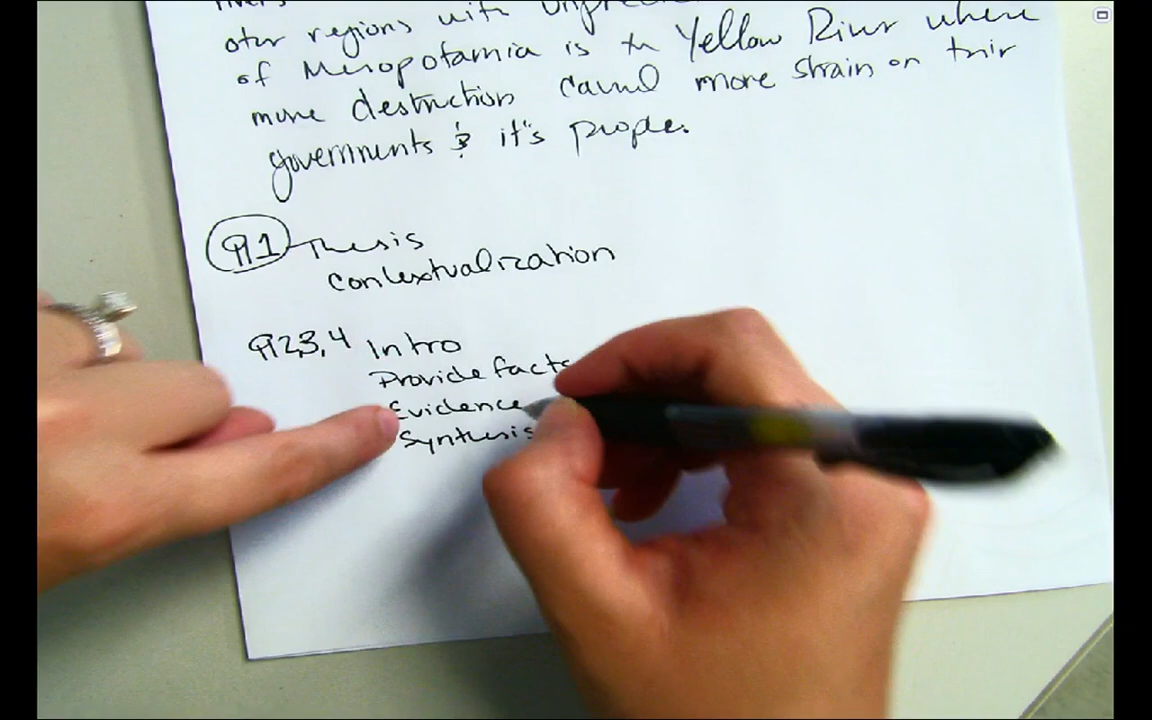 otur regions with
of Mesopotamia is the Yellow River where
more destruction caused more strain on their
governments & it's people.
¶1 Thesis
Contextualization
¶2,3,4 Intro
Provide facts
Evidence
Synthesis